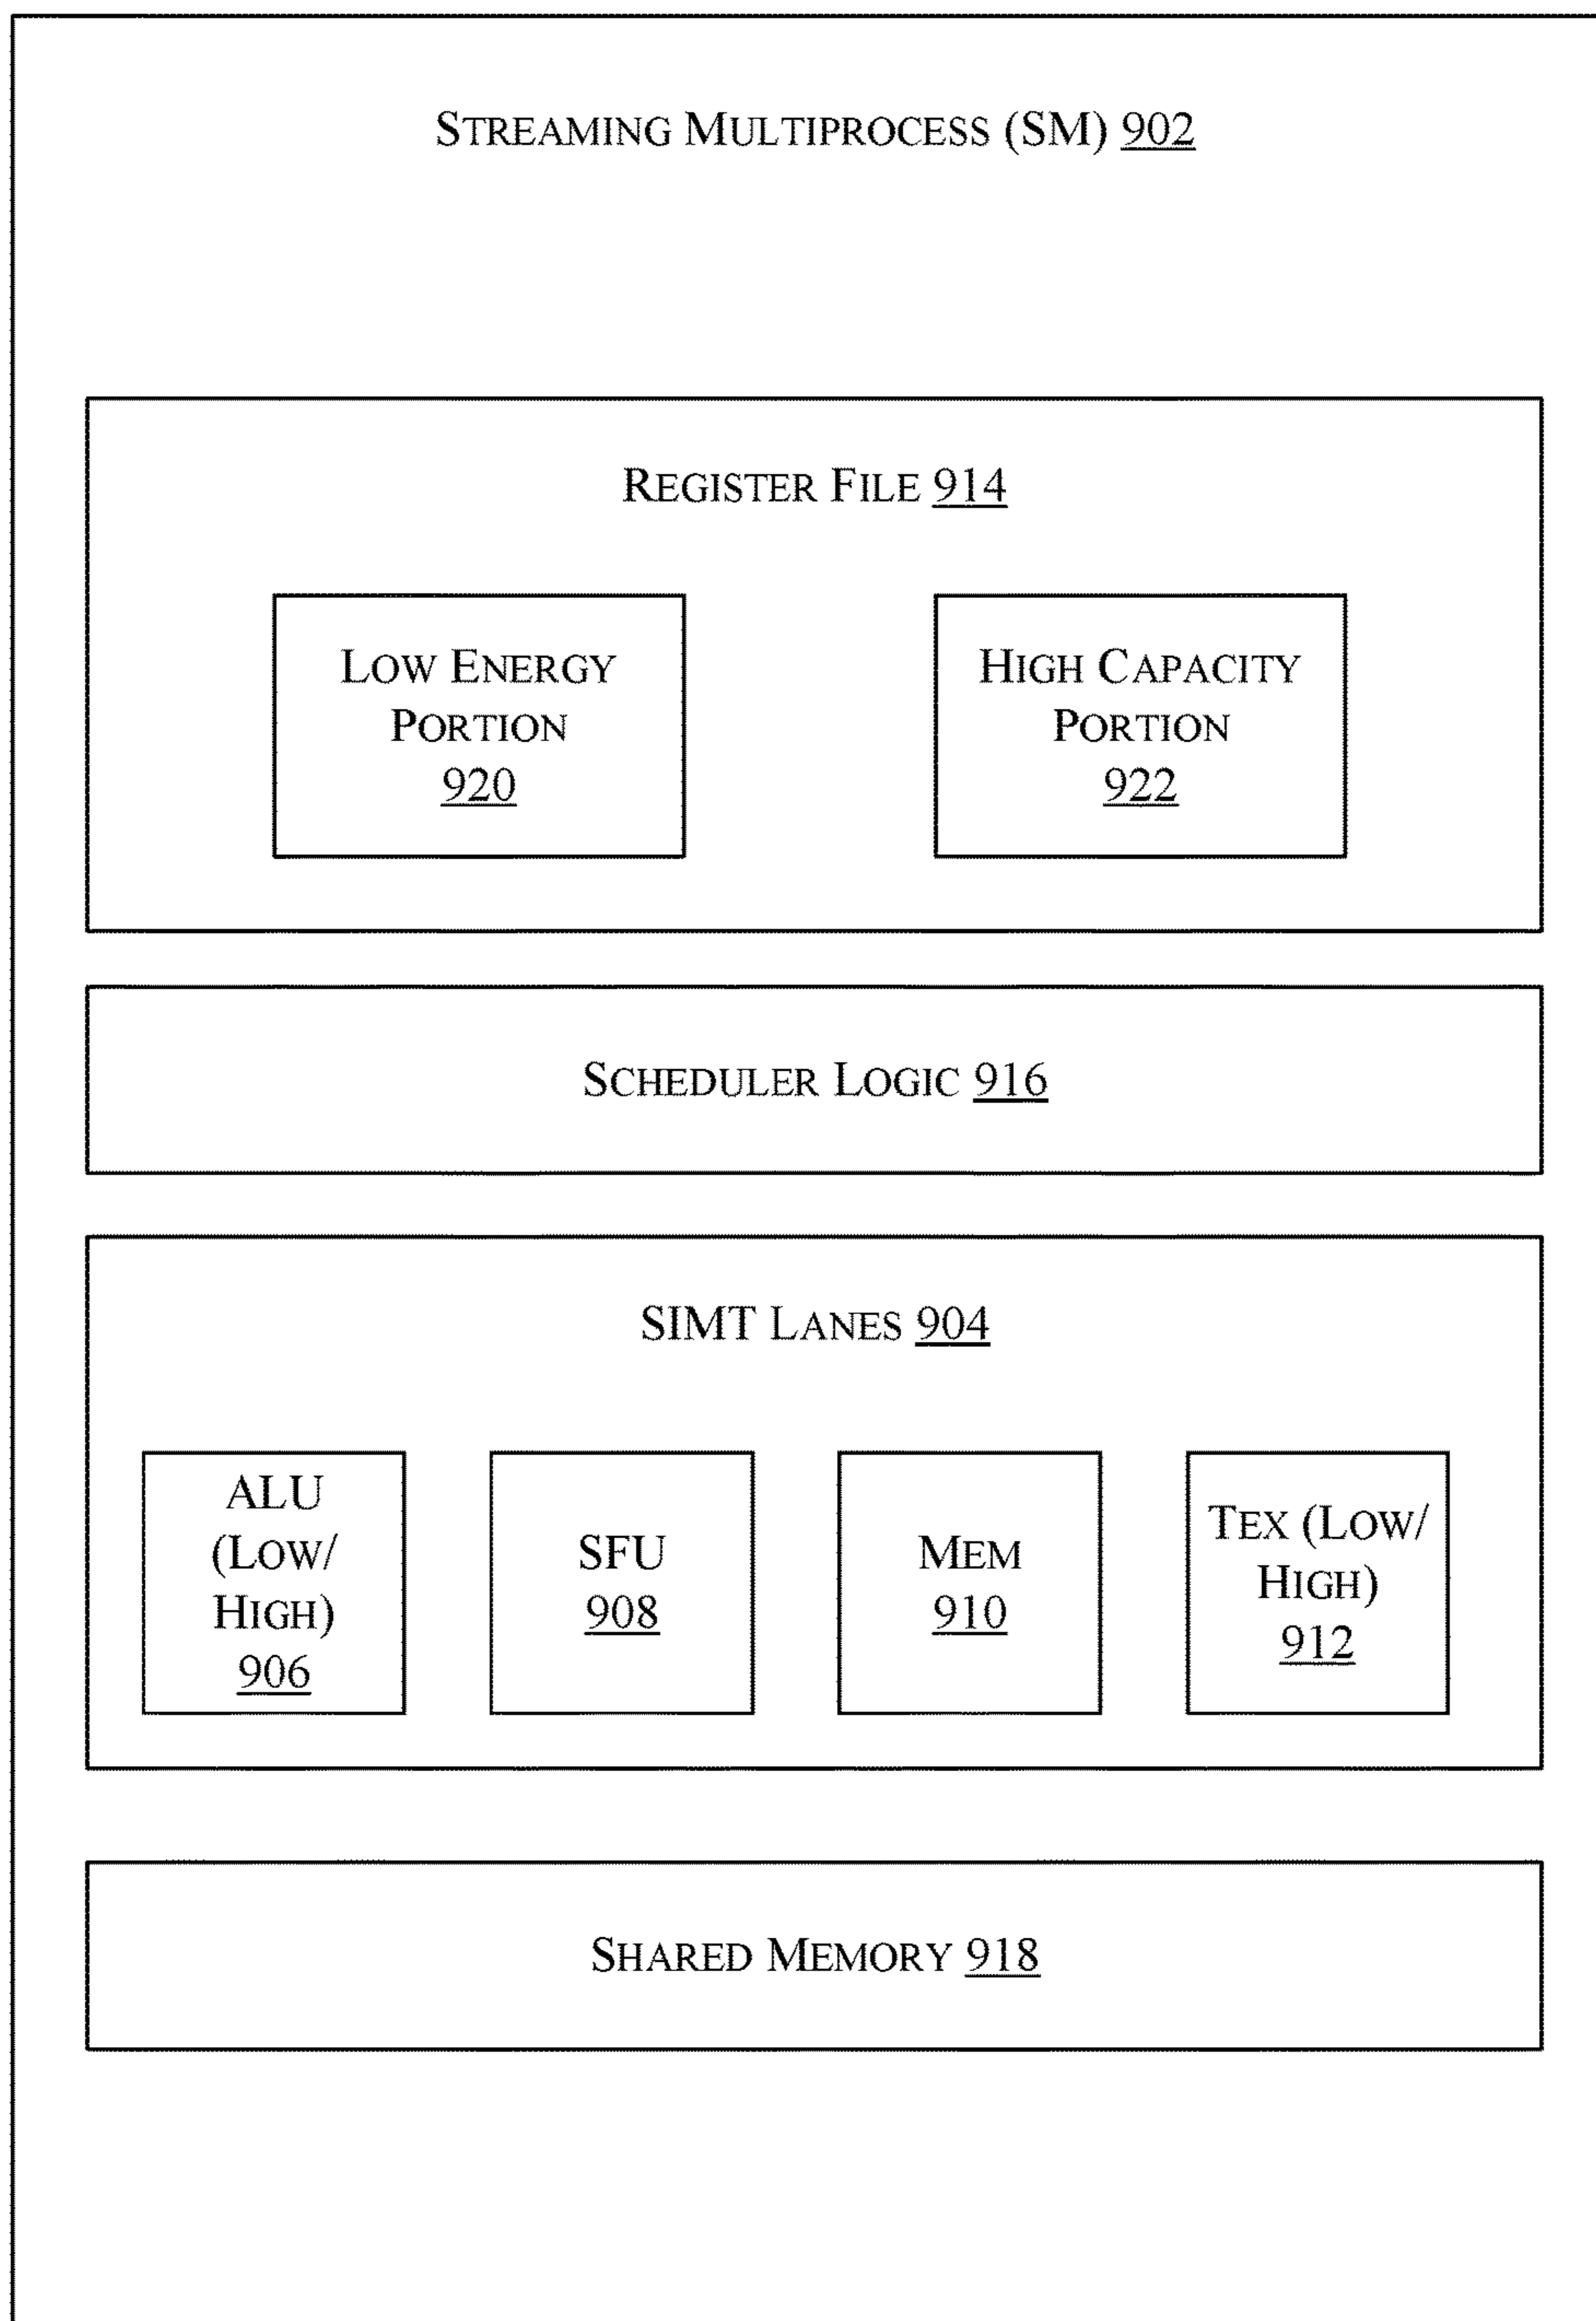 STREAMING MULTIPROCESS (SM) 902
REGISTER FILE 914
LOW ENERGY
PORTION
920
HIGH CAPACITY
PORTION
922
SCHEDULER LOGIC 916
SIMT LANES 904
ALU
(LOW/
HIGH)
906
SFU
908
MEM
910
TEX (LOW/
HIGH)
912
SHARED MEMORY 918